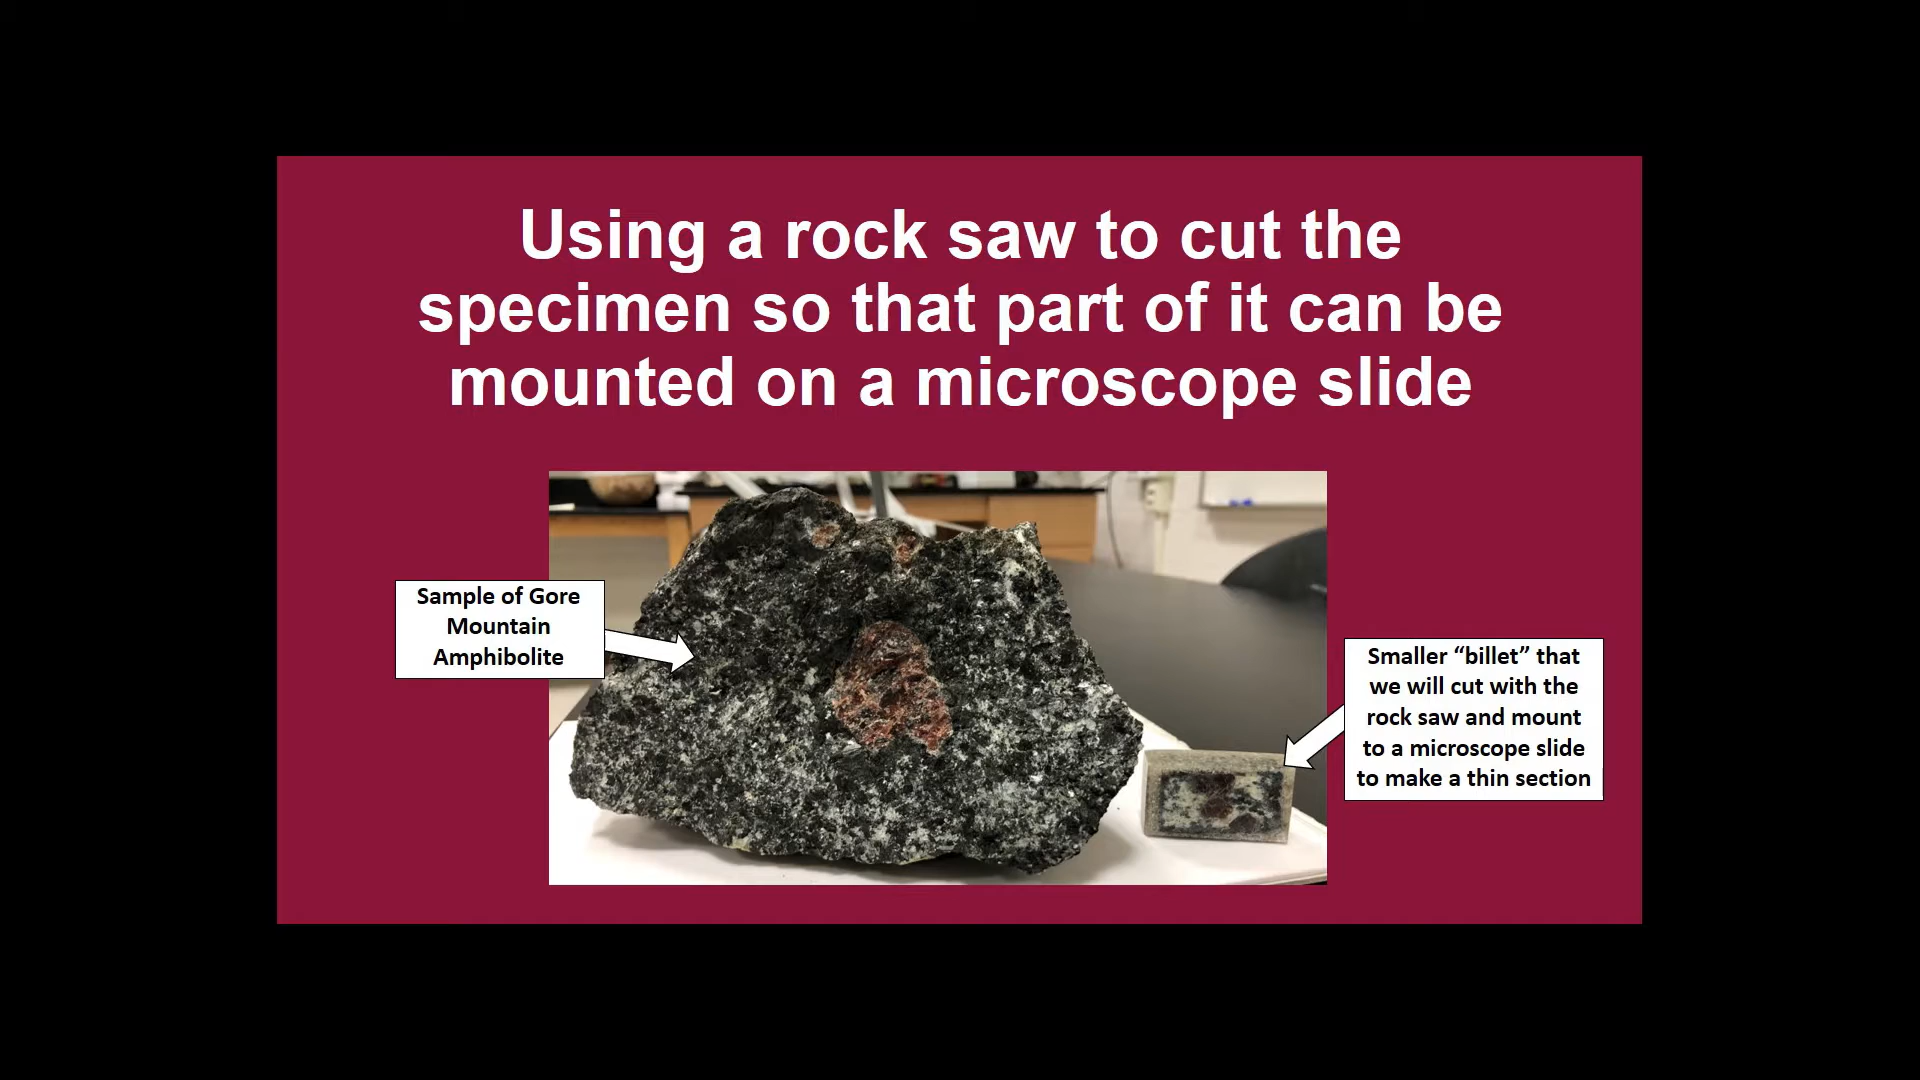 Using a rock saw to cut the
specimen so that part of it can be
mounted on a microscope slide
Sample of Gore
Mountain
Amphibolite
Smaller “billet” that
we will cut with the
rock saw and mount
to a microscope slide
to make a thin section